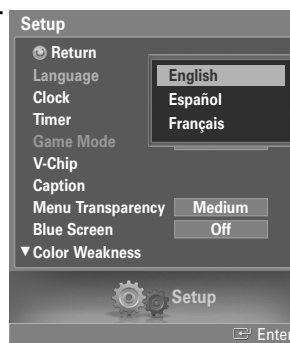 Setup
Return
Language
English
Clock
Español
Timer
Français
Game Mode
V-Chip
Caption
Menu Transparency Medium
Blue Screen Off
▼Color Weakness
Setup
Enter